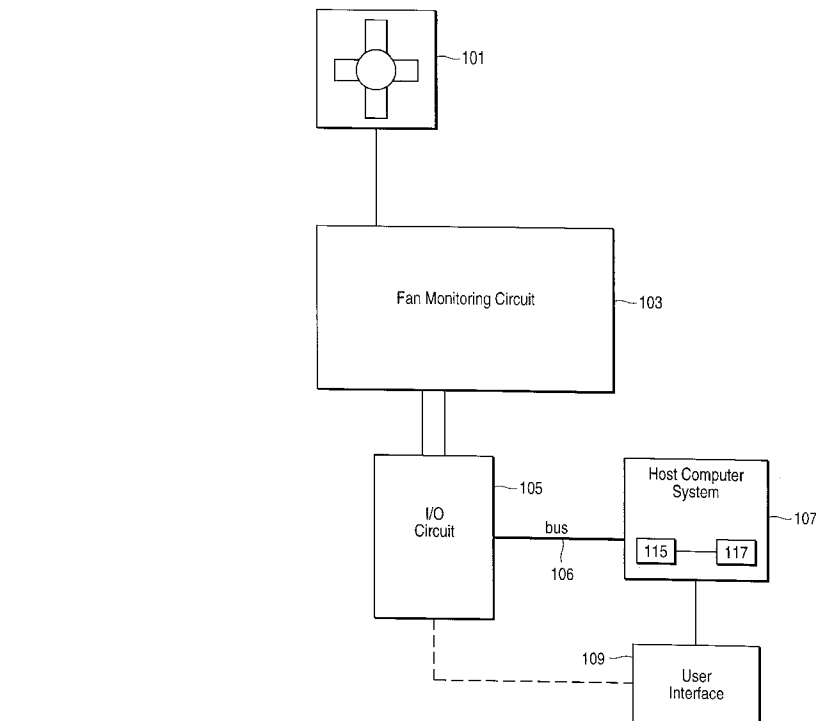 101
Fan Monitoring Circuit
103
105
I/O
Circuit
bus
106
Host Computer
System
107
115
117
109
User
Interface